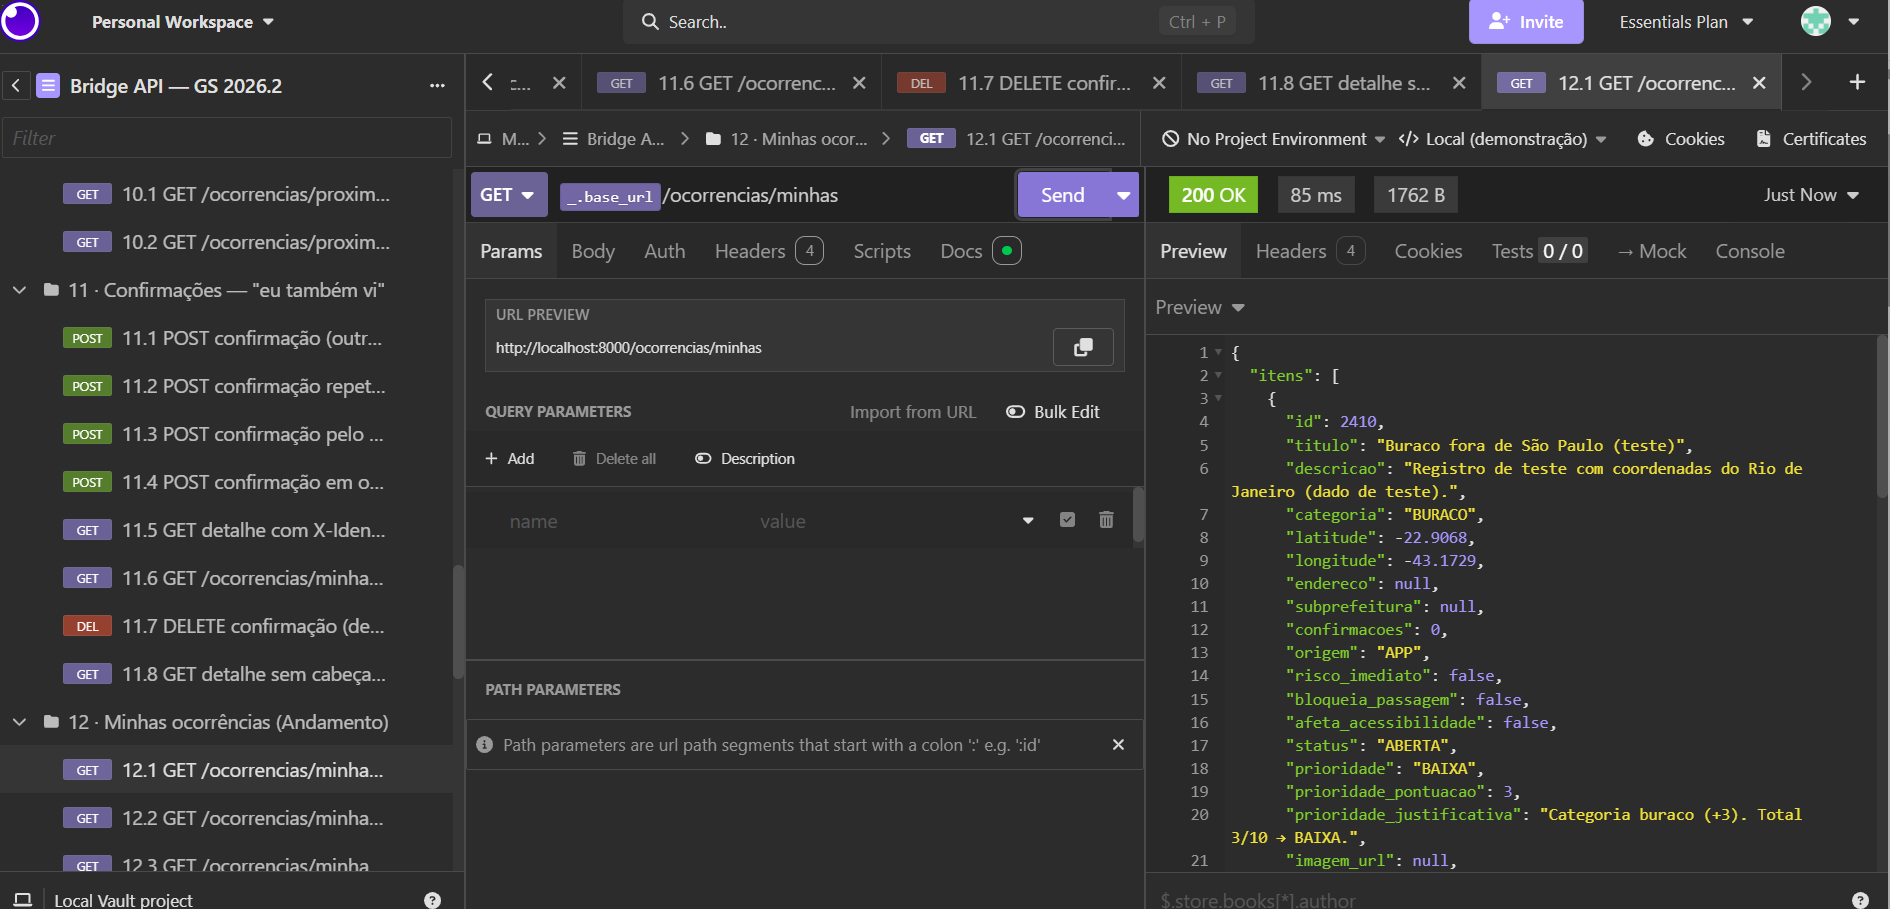 Personal Workspace
Search..
Ctrl + P
Invite
Essentials Plan
Bridge API — GS 2026.2
Filter
GET 10.1 GET /ocorrencias/proxim...
GET 10.2 GET /ocorrencias/proxim...
11 · Confirmações — "eu também vi"
POST 11.1 POST confirmação (outr...
POST 11.2 POST confirmação repet...
POST 11.3 POST confirmação pelo ...
POST 11.4 POST confirmação em o...
GET 11.5 GET detalhe com X-Iden...
GET 11.6 GET /ocorrencias/minha...
DEL 11.7 DELETE confirmação (de...
GET 11.8 GET detalhe sem cabeça...
12 · Minhas ocorrências (Andamento)
GET 12.1 GET /ocorrencias/minha...
GET 12.2 GET /ocorrencias/minha...
GET 12.3 GET /ocorrencias/minha
Local Vault project
GET 11.6 GET /ocorrenc...
DEL 11.7 DELETE confir...
GET 11.8 GET detalhe s...
GET 12.1 GET /ocorrenc...
M... > Bridge A... > 12 · Minhas ocor... > GET 12.1 GET /ocorrenci...
GET _.base_url/ocorrencias/minhas
Send
Params Body Auth Headers 4 Scripts Docs
URL PREVIEW
http://localhost:8000/ocorrencias/minhas
QUERY PARAMETERS
Import from URL
Bulk Edit
Add
Delete all
Description
name value
PATH PARAMETERS
Path parameters are url path segments that start with a colon ':' e.g. ':id'
No Project Environment
</> Local (demonstração)
Cookies
Certificates
200 OK 85 ms 1762 B
Just Now
Preview Headers 4 Cookies Tests 0 / 0 → Mock Console
Preview
1 {
2 "itens": [
3 {
4 "id": 2410,
5 "titulo": "Buraco fora de São Paulo (teste)",
6 "descricao": "Registro de teste com coordenadas do Rio de
Janeiro (dado de teste).",
7 "categoria": "BURACO",
8 "latitude": -22.9068,
9 "longitude": -43.1729,
10 "endereco": null,
11 "subprefeitura": null,
12 "confirmacoes": 0,
13 "origem": "APP",
14 "risco_imediato": false,
15 "bloqueia_passagem": false,
16 "afeta_acessibilidade": false,
17 "status": "ABERTA",
18 "prioridade": "BAIXA",
19 "prioridade_pontuacao": 3,
20 "prioridade_justificativa": "Categoria buraco (+3). Total
3/10 → BAIXA.",
21 "imagem_url": null,
$.store.books[*].author